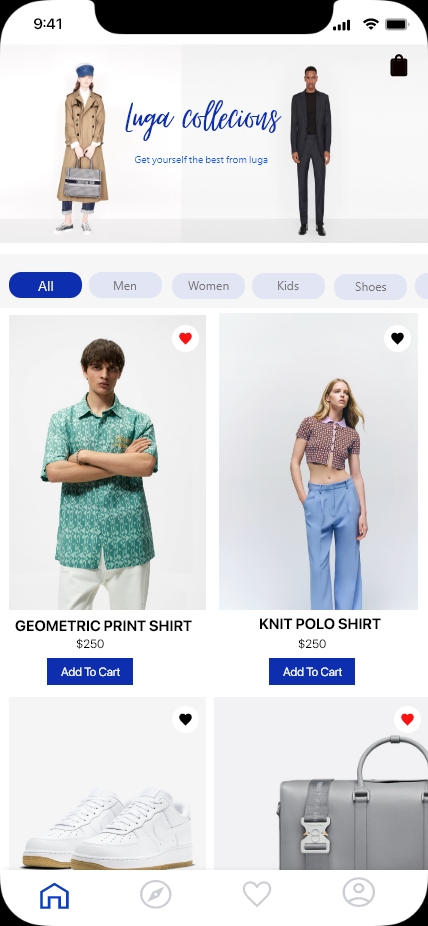 9:41
Luga collecions
Get yourself the best from luga
All
Men
Women
Kids
Shoes
GEOMETRIC PRINT SHIRT
$250
Add To Cart
KNIT POLO SHIRT
$250
Add To Cart